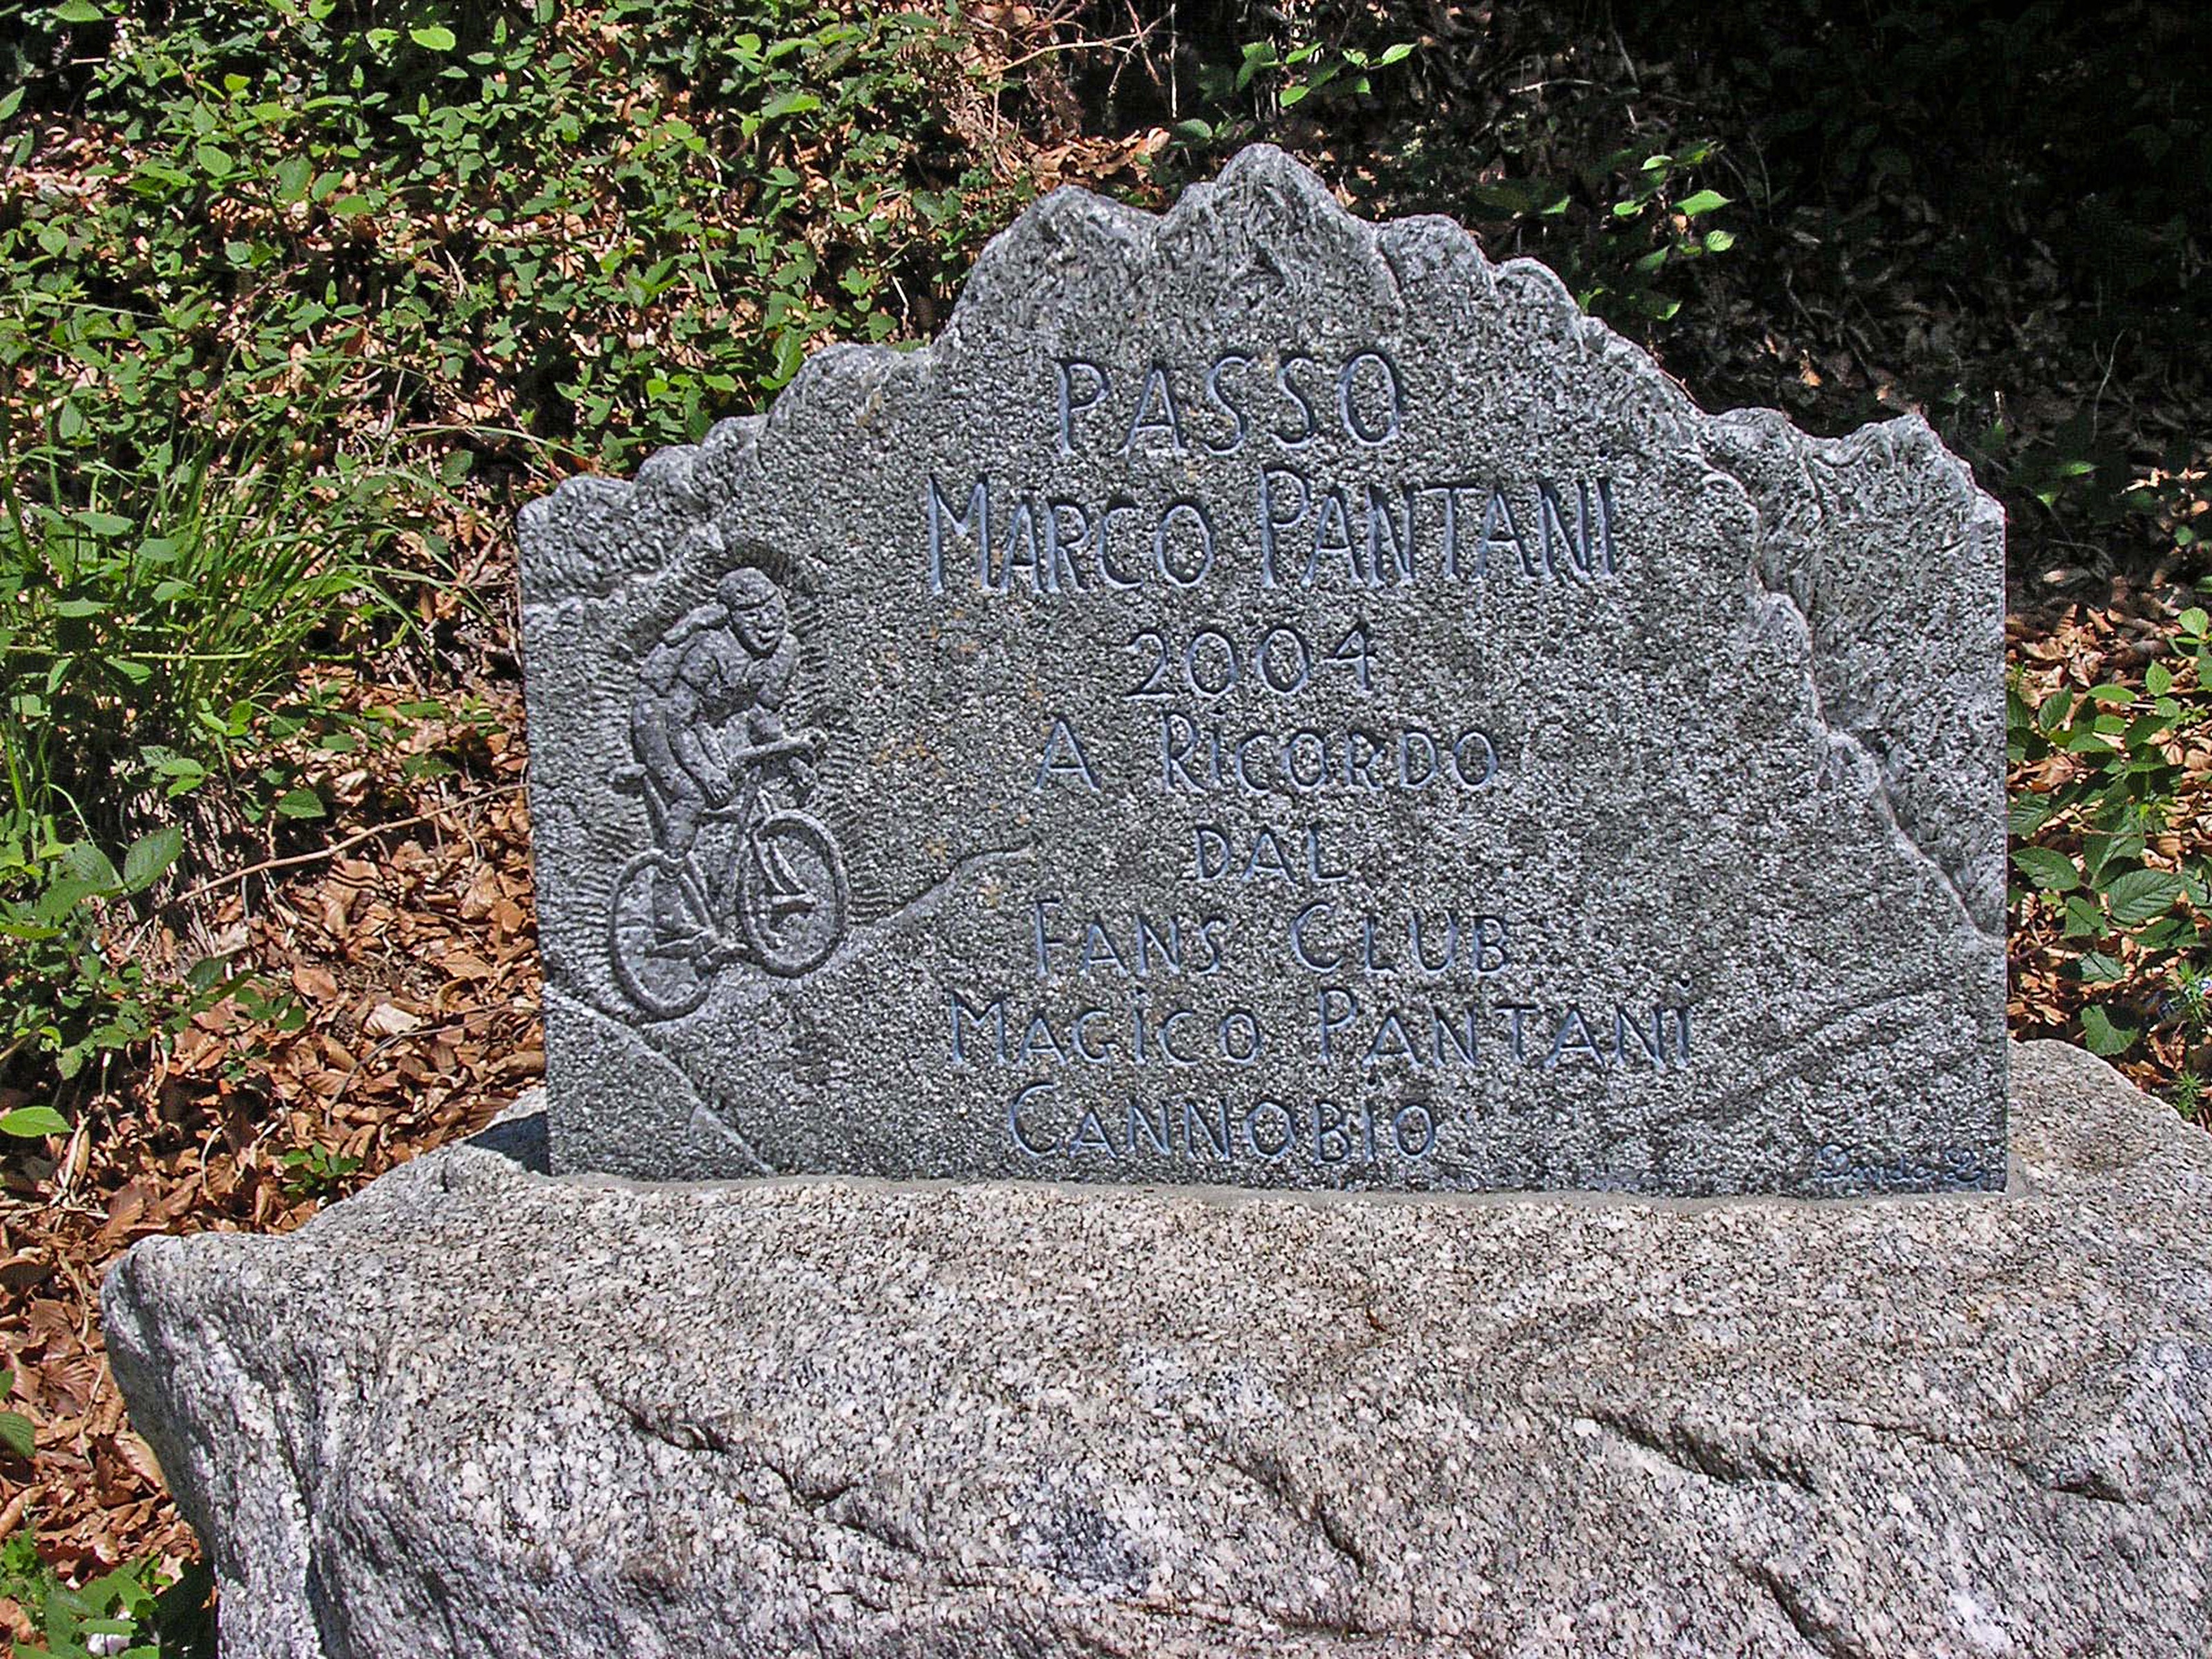 PASSO
MARCO PANTANI
2004
A RICORDO
DAL
FANS CLUB
MAGICO PANTANI
CANNOBIO